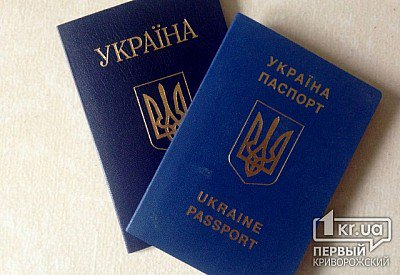 УКРАЇНА
УКРАЇНА
ПАСПОРТ
UKRAINE
PASSPORT
1kr.ua
ПЕРВЫЙ
КРИВОРОЖСКИЙ